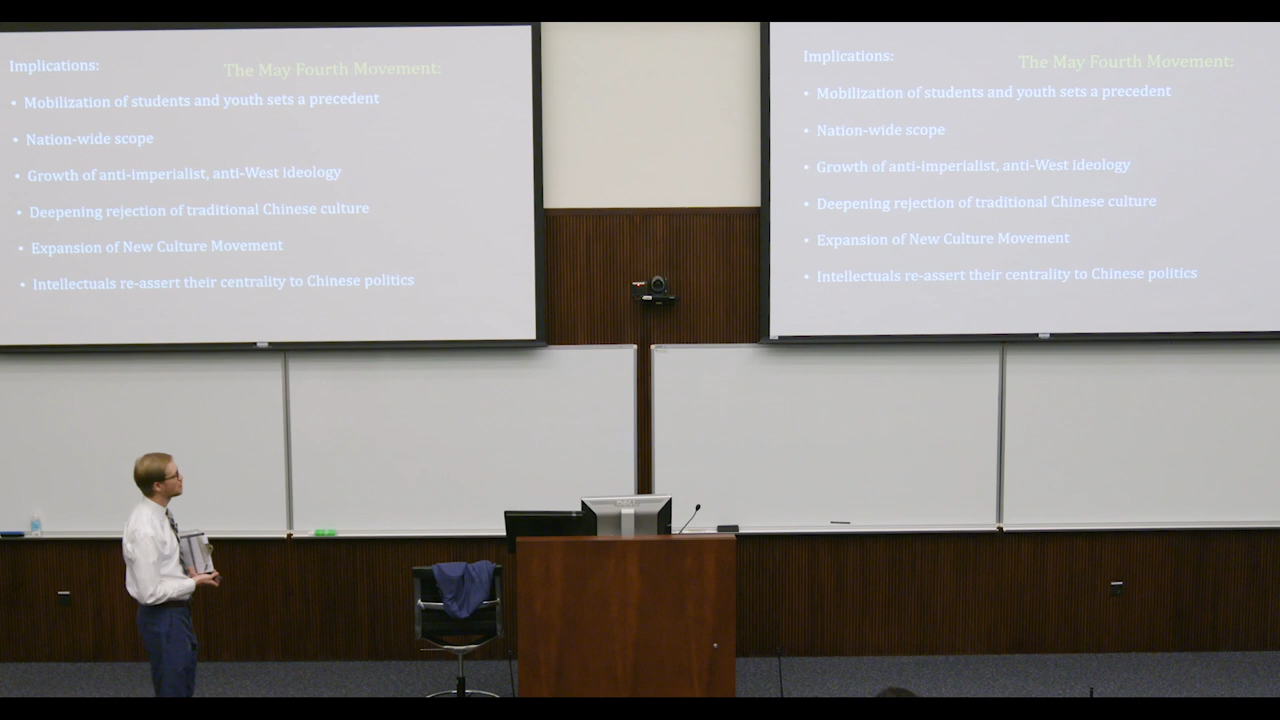 Implications:
The May Fourth Movement:
• Mobilization of students and youth sets a precedent
• Nation-wide scope
• Growth of anti-imperialist, anti-West ideology
• Deepening rejection of traditional Chinese culture
• Expansion of New Culture Movement
• Intellectuals re-assert their centrality to Chinese politics
Implications:
The May Fourth Movement:
• Mobilization of students and youth sets a precedent
• Nation-wide scope
• Growth of anti-imperialist, anti-West ideology
• Deepening rejection of traditional Chinese culture
• Expansion of New Culture Movement
• Intellectuals re-assert their centrality to Chinese politics